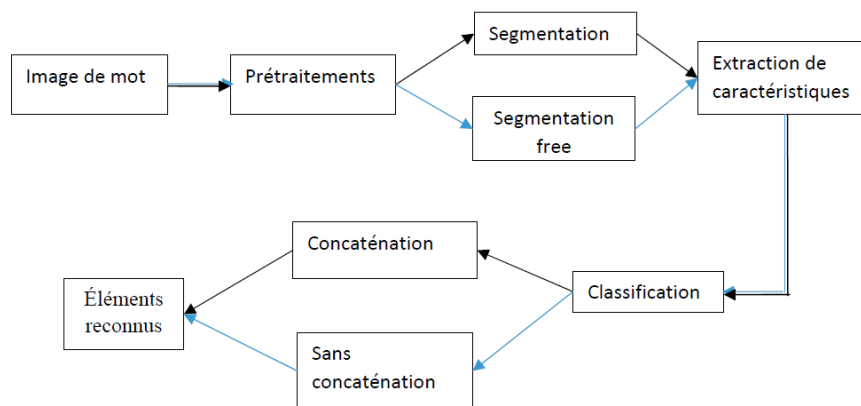 Image de mot
Prétraitements
Segmentation
Segmentation
free
Extraction de
caractéristiques
Classification
Concaténation
Sans
concaténation
Éléments
reconnus